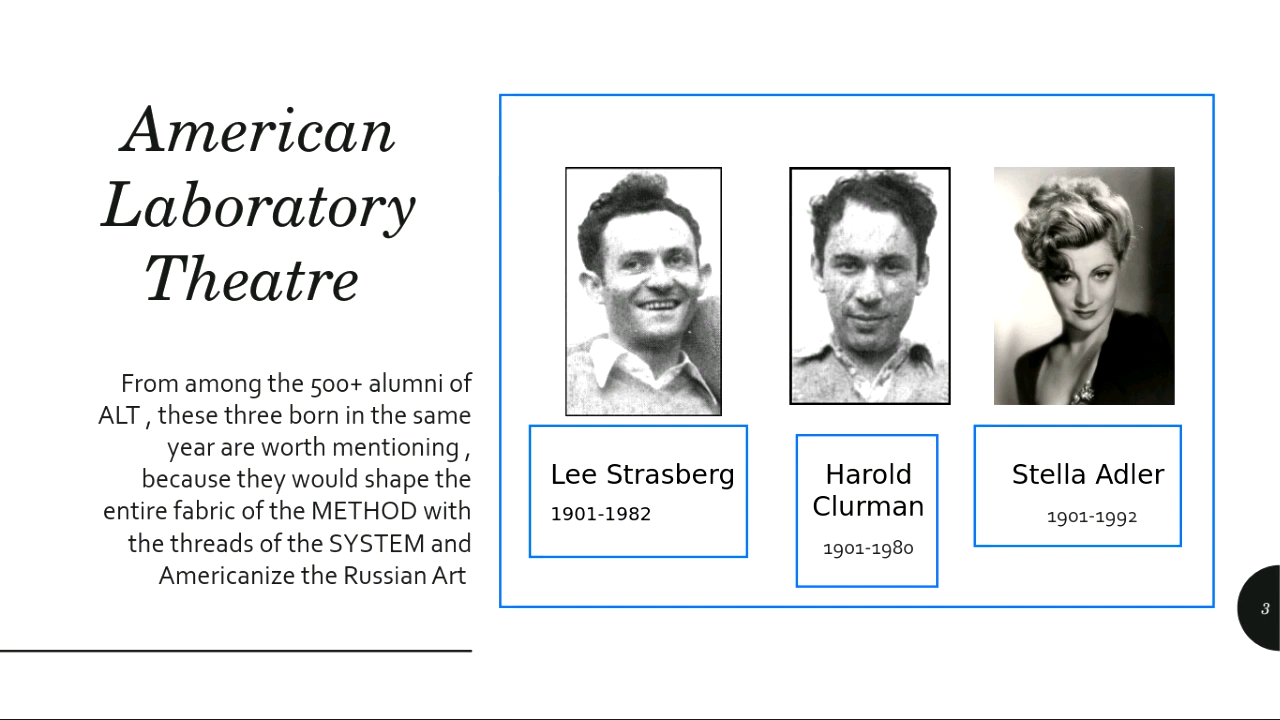 American
Laboratory
Theatre
From among the 500+ alumni of
ALT , these three born in the same
year are worth mentioning ,
because they would shape the
entire fabric of the METHOD with
the threads of the SYSTEM and
Americanize the Russian Art
Lee Strasberg
1901-1982
Harold
Clurman
1901-1980
Stella Adler
1901-1992
3